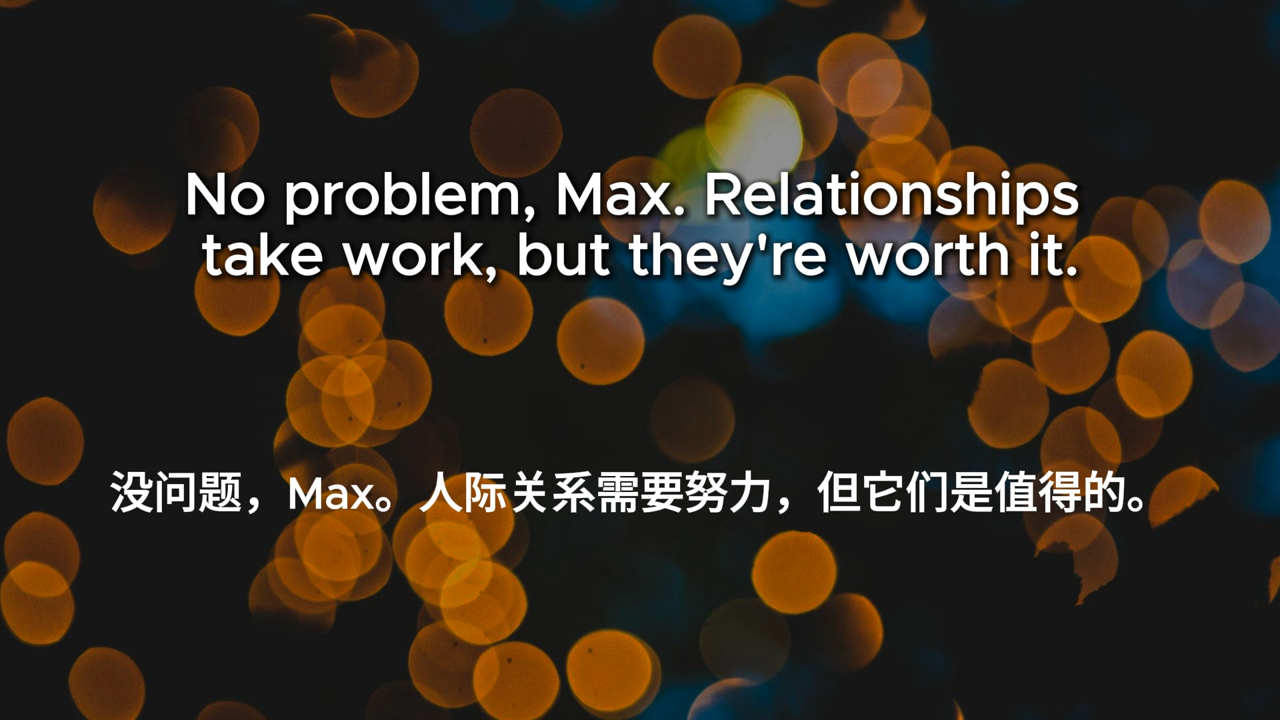 No problem, Max. Relationships
take work, but they're worth it.
没问题，Max。人际关系需要努力，但它们是值得的。